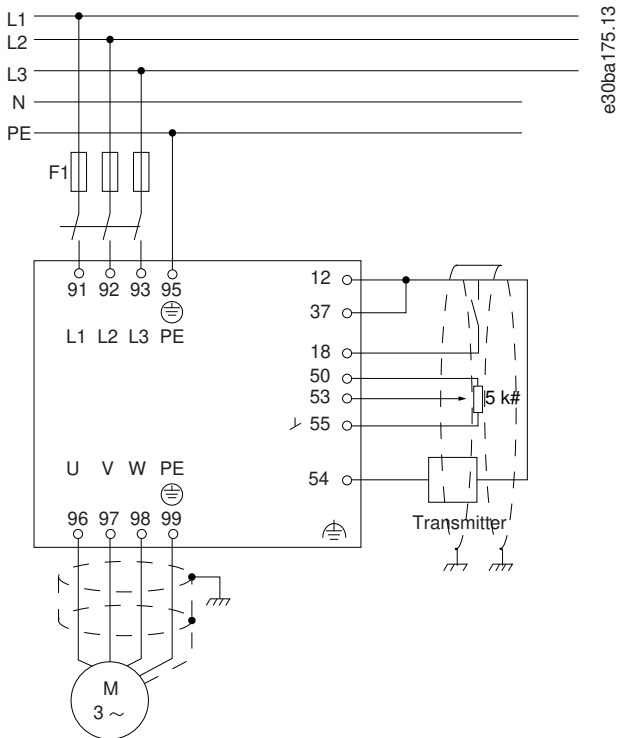 L1
L2
L3
N
PE
e30ba175.13
F1
91 92 93 95
L1 L2 L3 PE
12
37
18
50
53
5 k#
55
U V W PE
54
96 97 98 99
Transmitter
M
3 ~